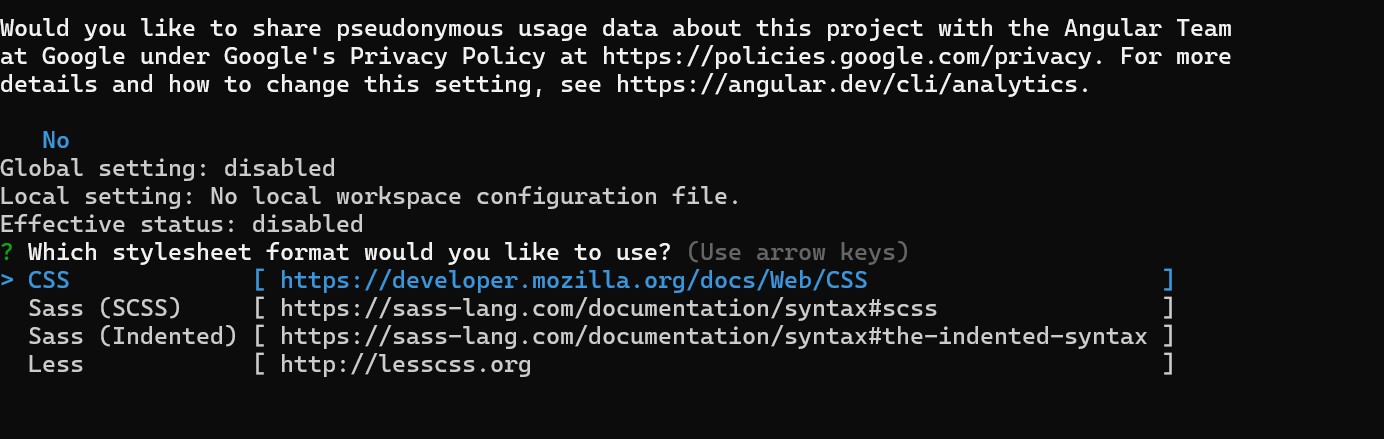 Would you like to share pseudonymous usage data about this project with the Angular Team
at Google under Google's Privacy Policy at https://policies.google.com/privacy. For more
details and how to change this setting, see https://angular.dev/cli/analytics.
No
Global setting: disabled
Local setting: No local workspace configuration file.
Effective status: disabled
? Which stylesheet format would you like to use? (Use arrow keys)
> CSS             [ https://developer.mozilla.org/docs/Web/CSS                     ]
  Sass (SCSS)     [ https://sass-lang.com/documentation/syntax#scss                ]
  Sass (Indented) [ https://sass-lang.com/documentation/syntax#the-indented-syntax ]
  Less            [ http://lesscss.org                                             ]